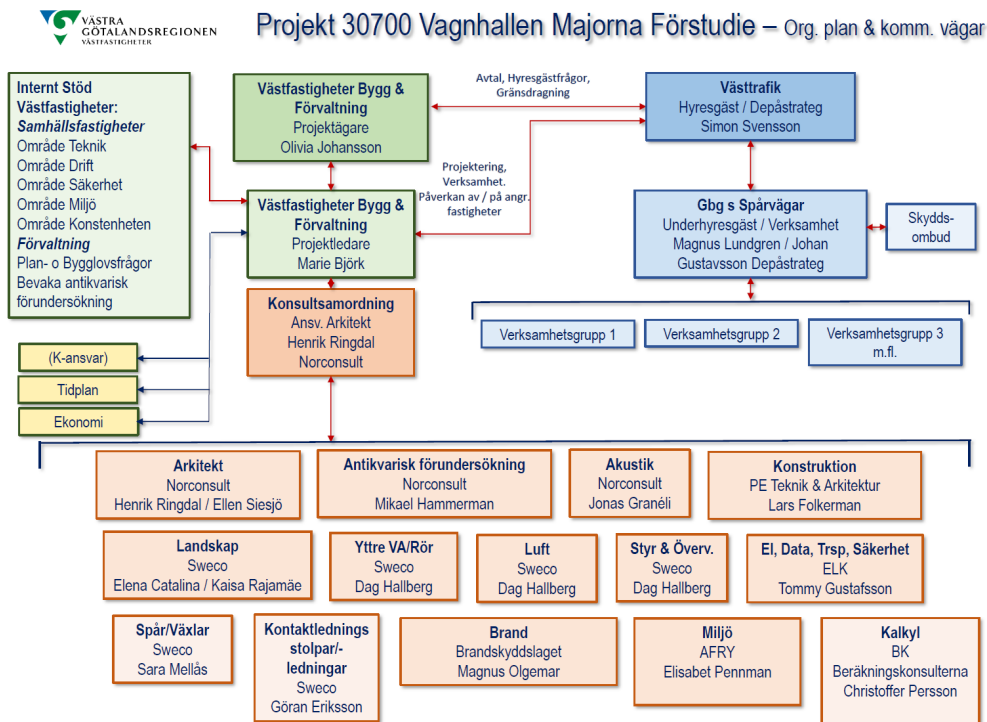 VÄSTRA
GÖTALANDSREGIONEN
VÄSTFASTIGHETER
Projekt 30700 Vagnhallen Majorna Förstudie – Org. plan & komm. vägar
Internt Stöd
Västfastigheter:
Samhällsfastigheter
Område Teknik
Område Drift
Område Säkerhet
Område Miljö
Område Konstenheten
Förvaltning
Plan- o Bygglovsfrågor
Bevaka antikvarisk
förundersökning
Västfastigheter Bygg &
Förvaltning
Projektägare
Olivia Johansson
Avtal, Hyresgästfrågor,
Gränsdragning
Västtrafik
Hyresgäst / Depåstrateg
Simon Svensson
Västfastigheter Bygg &
Förvaltning
Projektledare
Marie Björk
Projektering,
Verksamhet.
Påverkan av / på angr.
fastigheter
Gbg s Spårvägar
Underhyresgäst / Verksamhet
Magnus Lundgren / Johan
Gustavsson Depåstrateg
Skydds-
ombud
Konsultsamordning
Ansv. Arkitekt
Henrik Ringdal
Norconsult
Verksamhetsgrupp 1
Verksamhetsgrupp 2
Verksamhetsgrupp 3
m.fl.
(K-ansvar)
Tidplan
Ekonomi
Arkitekt
Norconsult
Henrik Ringdal / Ellen Siesjö
Antikvarisk förundersökning
Norconsult
Mikael Hammerman
Akustik
Norconsult
Jonas Granéli
Konstruktion
PE Teknik & Arkitektur
Lars Folkerman
Landskap
Sweco
Elena Catalina / Kaisa Rajamäe
Yttre VA/Rör
Sweco
Dag Hallberg
Luft
Sweco
Dag Hallberg
Styr & Överv.
Sweco
Dag Hallberg
El, Data, Trsp, Säkerhet
ELK
Tommy Gustafsson
Spår/Växlar
Sweco
Sara Mellås
Kontaktlednings
stolpar/-
ledningar
Sweco
Göran Eriksson
Brand
Brandskyddslaget
Magnus Olgemar
Miljö
AFRY
Elisabet Pennman
Kalkyl
BK
Beräkningskonsulterna
Christoffer Persson